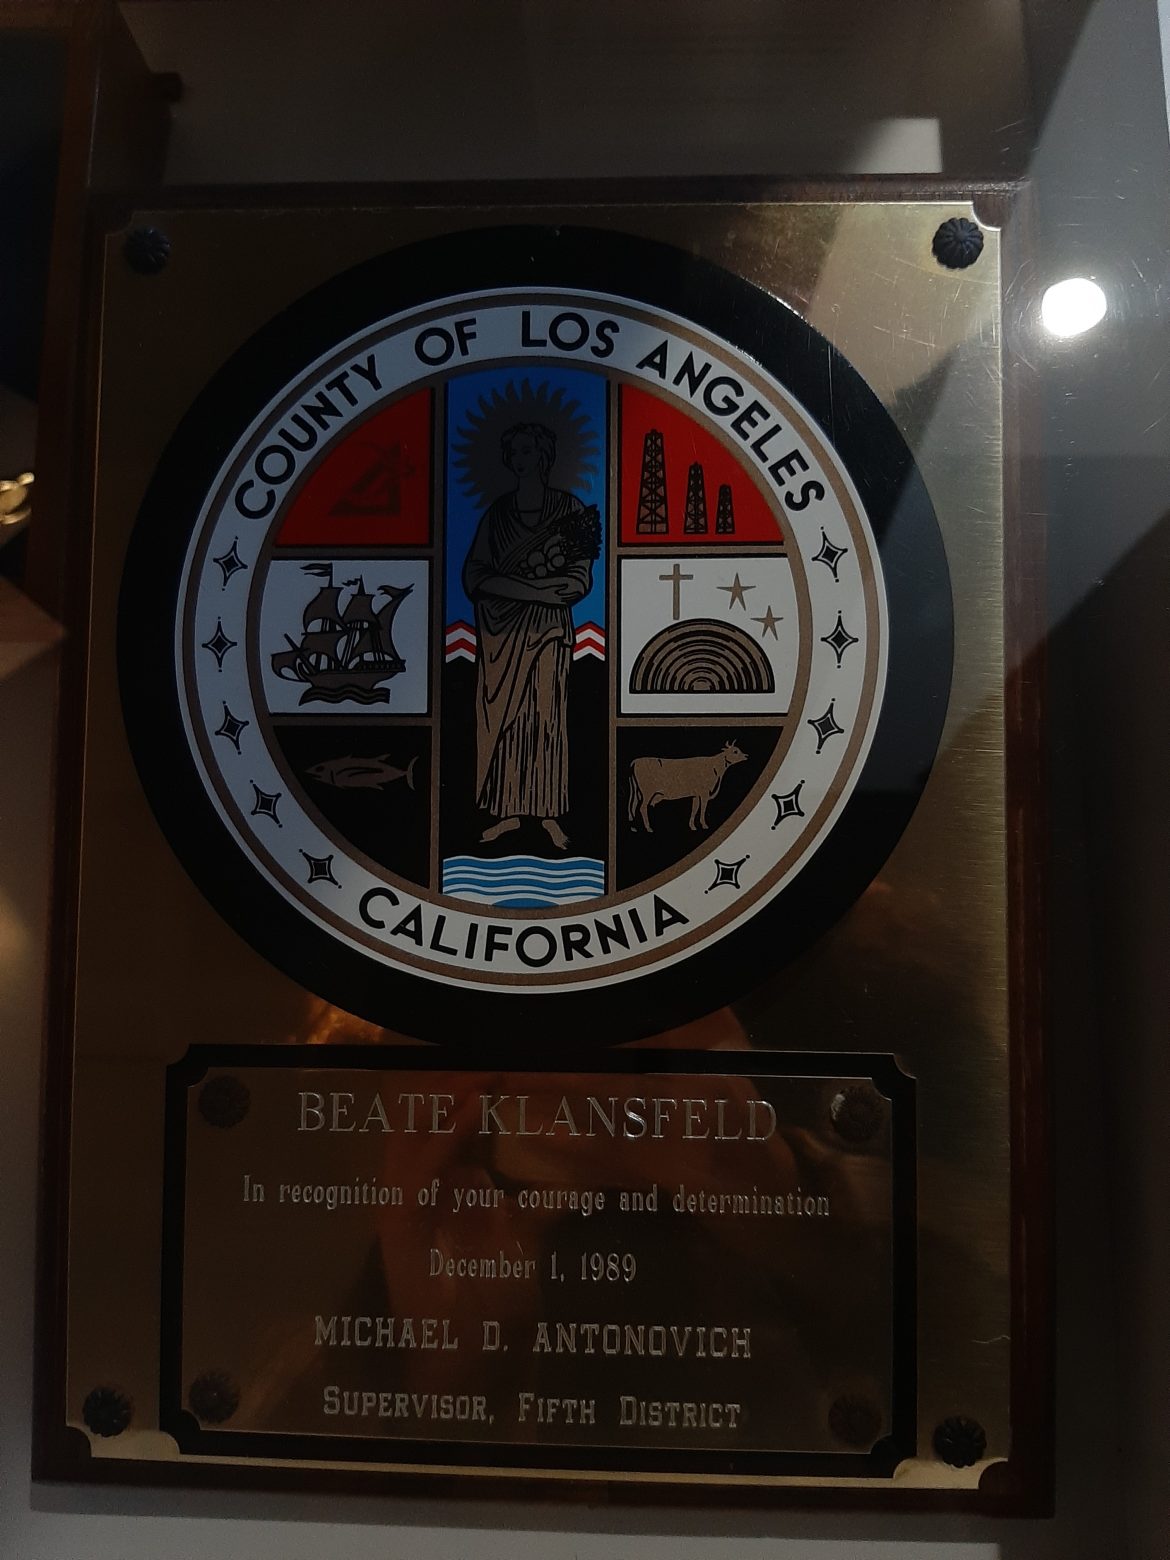 COUNTY OF LOS ANGELES
CALIFORNIA
BEATE KLANSFELD
In recognition of your courage and determination
December 1, 1989
MICHAEL D. ANTONOVICH
SUPERVISOR, FIFTH DISTRICT